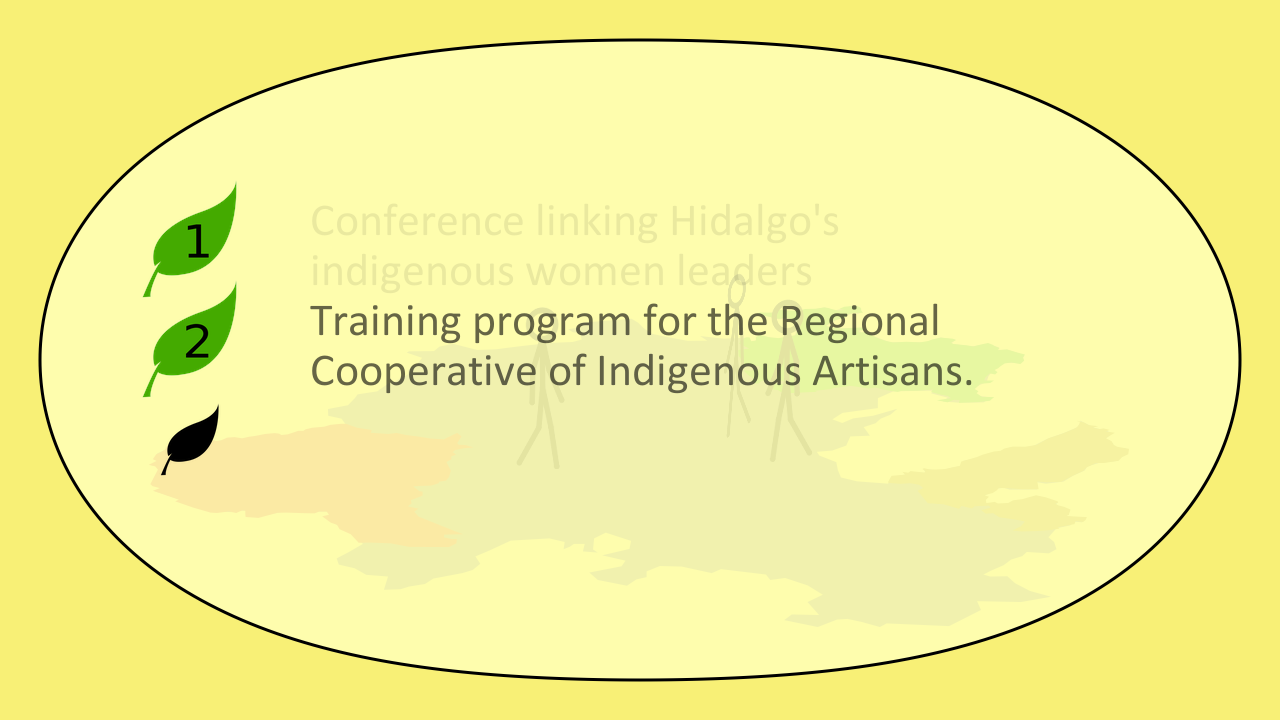 1
Conference linking Hidalgo's
indigenous women leaders
2
Training program for the Regional
Cooperative of Indigenous Artisans.